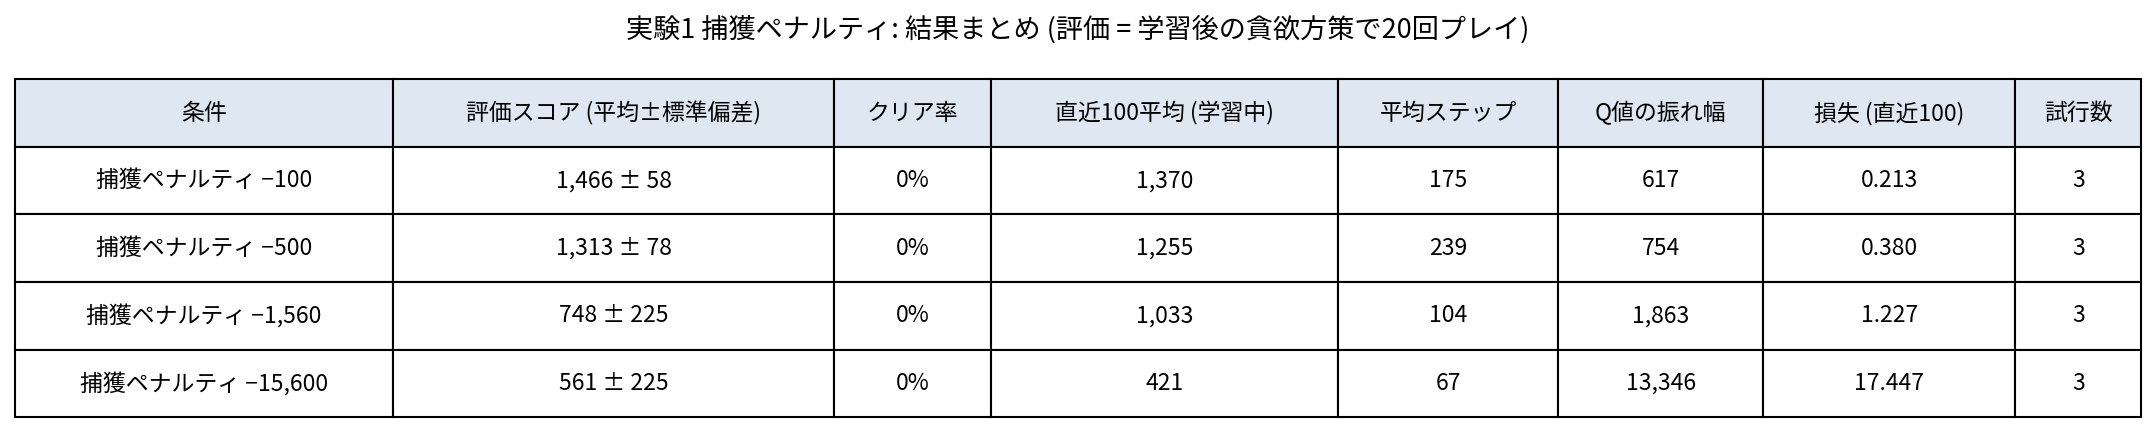 実験1 捕獲ペナルティ: 結果まとめ (評価 = 学習後の貪欲方策で20回プレイ)
条件 評価スコア (平均±標準偏差) クリア率 直近100平均 (学習中) 平均ステップ Q値の振れ幅 損失 (直近100) 試行数
捕獲ペナルティ −100 1,466 ± 58 0% 1,370 175 617 0.213 3
捕獲ペナルティ −500 1,313 ± 78 0% 1,255 239 754 0.380 3
捕獲ペナルティ −1,560 748 ± 225 0% 1,033 104 1,863 1.227 3
捕獲ペナルティ −15,600 561 ± 225 0% 421 67 13,346 17.447 3